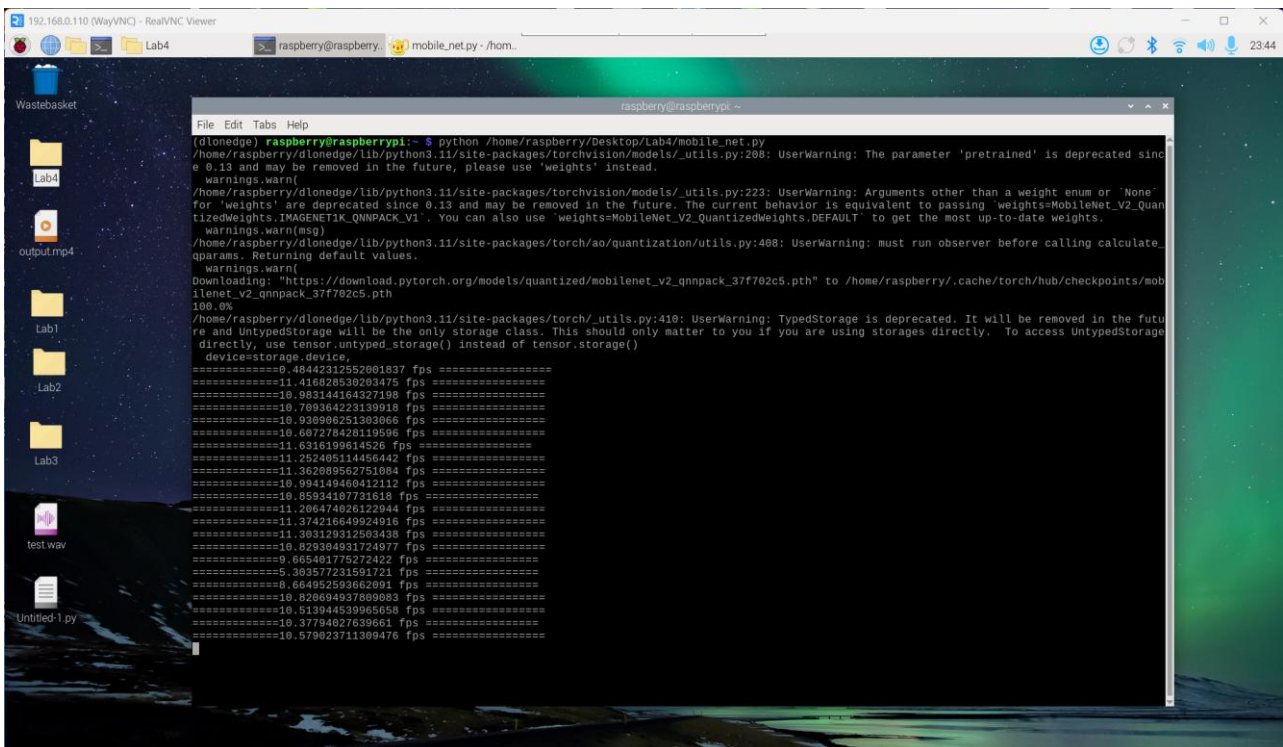 192.168.0.110 (WayVNC) - RealVNC Viewer
Lab4
raspberry@raspberry..
mobile_net.py - /hom..
23:44
Wastebasket
Lab4
output.mp4
Lab1
Lab2
Lab3
test.wav
Untitled-1.py
raspberry@raspberrypi: ~
File Edit Tabs Help
(dlonedge) raspberry@raspberrypi:~ $ python /home/raspberry/Desktop/Lab4/mobile_net.py
/home/raspberry/dlonedge/lib/python3.11/site-packages/torchvision/models/_utils.py:208: UserWarning: The parameter 'pretrained' is deprecated sinc
e 0.13 and may be removed in the future, please use 'weights' instead.
warnings.warn(
/home/raspberry/dlonedge/lib/python3.11/site-packages/torchvision/models/_utils.py:223: UserWarning: Arguments other than a weight enum or `None`
for 'weights' are deprecated since 0.13 and may be removed in the future. The current behavior is equivalent to passing `weights=MobileNet_V2_Quan
tizedWeights.IMAGENET1K_QNNPACK_V1`. You can also use `weights=MobileNet_V2_QuantizedWeights.DEFAULT` to get the most up-to-date weights.
warnings.warn(msg)
/home/raspberry/dlonedge/lib/python3.11/site-packages/torch/ao/quantization/utils.py:408: UserWarning: must run observer before calling calculate_
qparams. Returning default values.
warnings.warn(
Downloading: "https://download.pytorch.org/models/quantized/mobilenet_v2_qnnpack_37f702c5.pth" to /home/raspberry/.cache/torch/hub/checkpoints/mob
ilenet_v2_qnnpack_37f702c5.pth
100.0%
/home/raspberry/dlonedge/lib/python3.11/site-packages/torch/_utils.py:410: UserWarning: TypedStorage is deprecated. It will be removed in the futu
re and UntypedStorage will be the only storage class. This should only matter to you if you are using storages directly.  To access UntypedStorage
directly, use tensor.untyped_storage() instead of tensor.storage()
device=storage.device,
=============0.48442312552001837 fps =================
=============11.416828530203475 fps =================
=============10.983144164327198 fps =================
=============10.709364223139918 fps =================
=============10.930906251303066 fps =================
=============10.607278428119596 fps =================
=============11.6316199614526 fps =================
=============11.252405114456442 fps =================
=============11.362089562751084 fps =================
=============10.994149460412112 fps =================
=============10.85934107731618 fps =================
=============11.206474026122944 fps =================
=============11.374216649924916 fps =================
=============11.303129312503438 fps =================
=============10.829304931724977 fps =================
=============9.665401775272422 fps =================
=============5.303577231591721 fps =================
=============8.664952593662091 fps =================
=============10.820694937809083 fps =================
=============10.513944539965658 fps =================
=============10.37794027639661 fps =================
=============10.579023711309476 fps =================